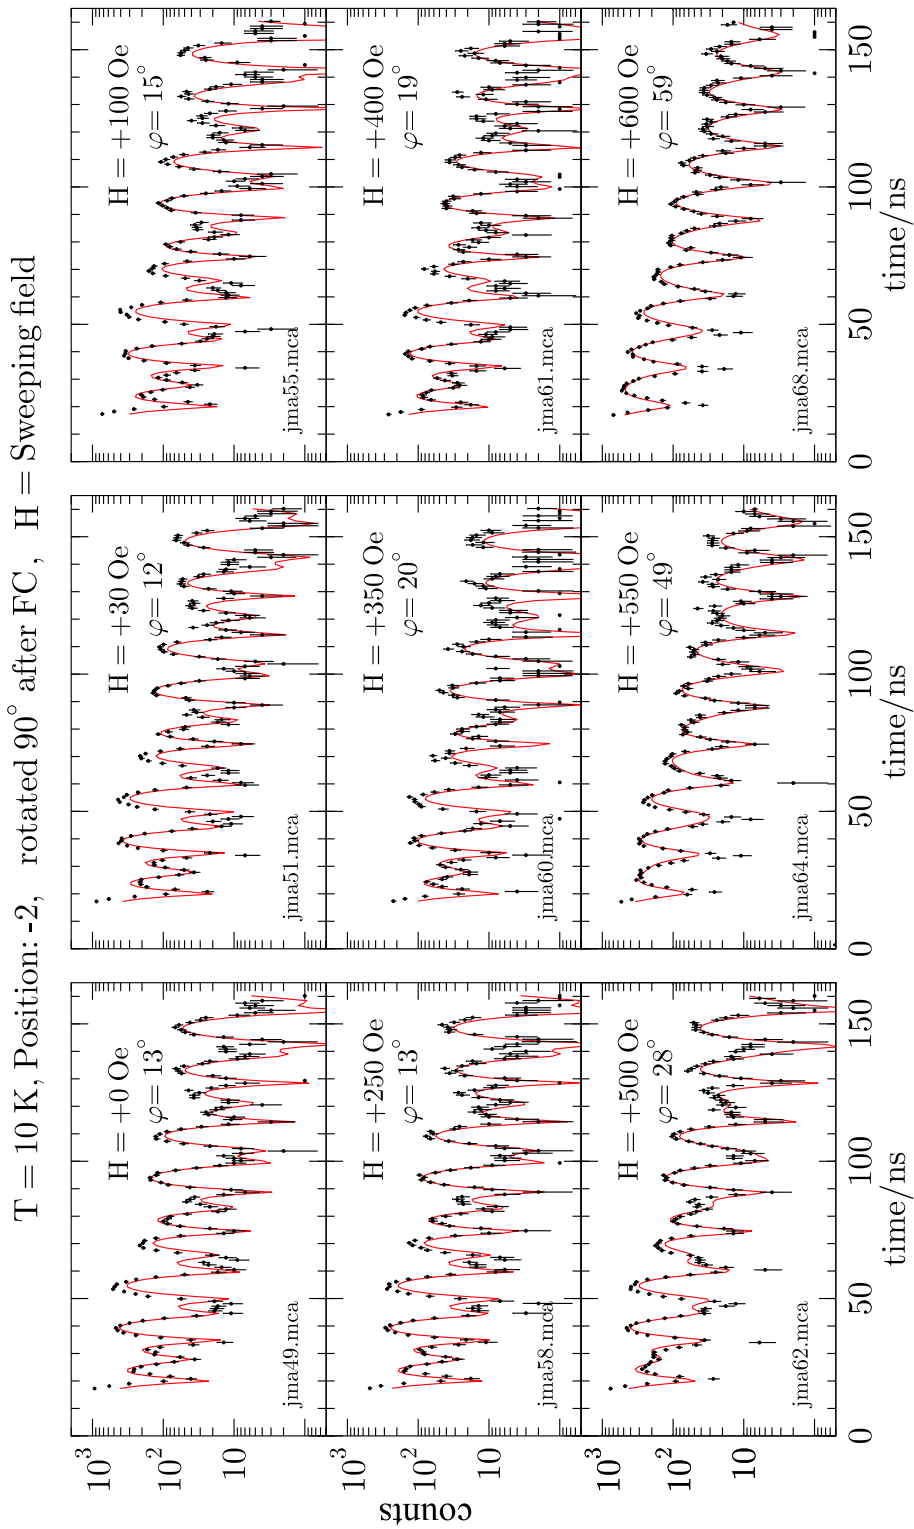 T = 10 K, Position: -2, rotated 90° after FC, H = Sweeping field
counts
10³
10²
10
H = +0 Oe
φ = 13°
jma49.mca
H = +30 Oe
φ = 12°
jma51.mca
H = +100 Oe
φ = 15°
jma55.mca
10³
10²
10
H = +250 Oe
φ = 13°
jma58.mca
H = +350 Oe
φ = 20°
jma60.mca
H = +400 Oe
φ = 19°
jma61.mca
10³
10²
10
H = +500 Oe
φ = 28°
jma62.mca
H = +550 Oe
φ = 49°
jma64.mca
H = +600 Oe
φ = 59°
jma68.mca
0 50 100 150
0 50 100 150
0 50 100 150
time/ns
time/ns
time/ns